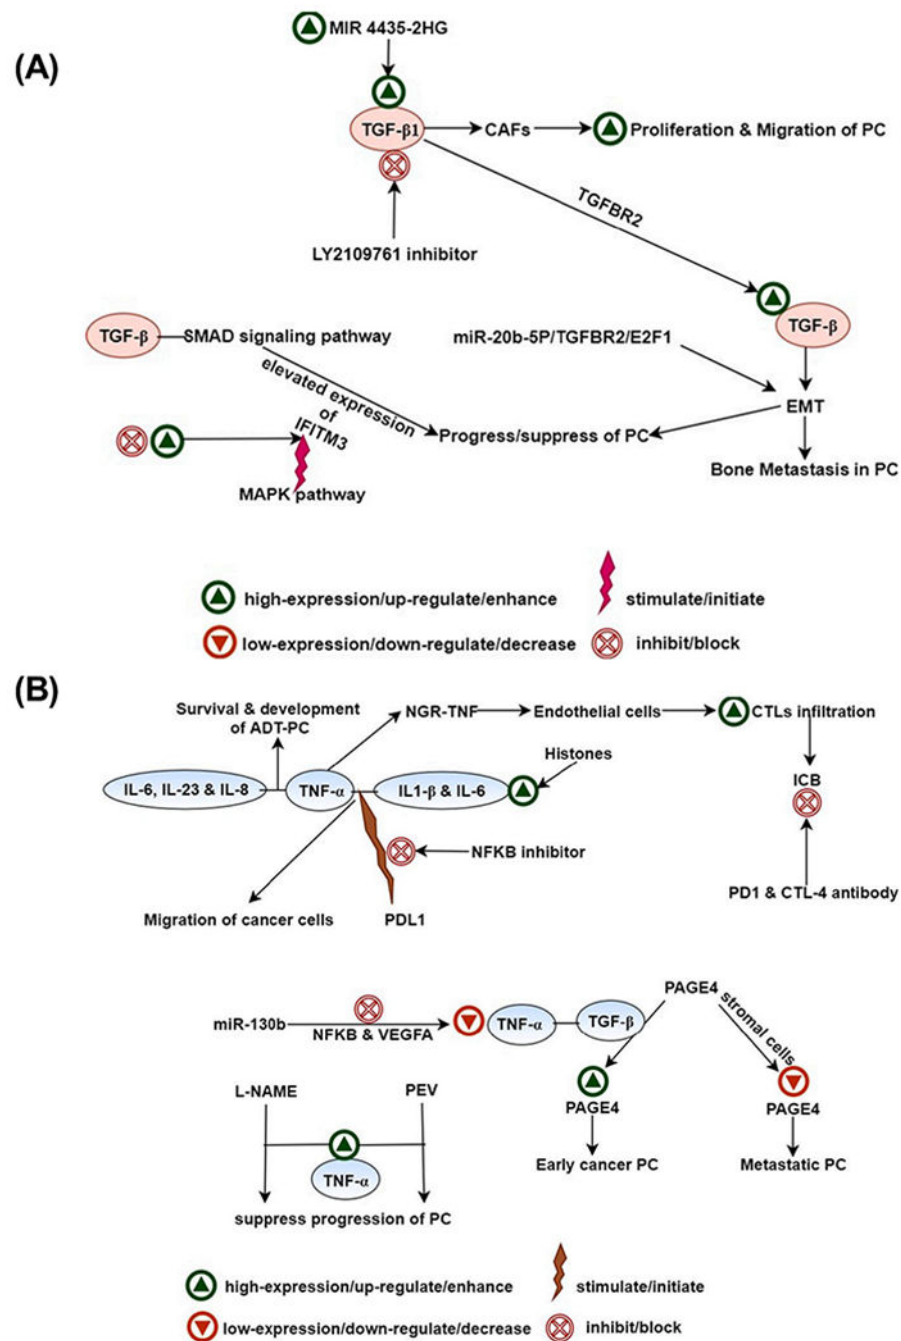 (A)
MIR 4435-2HG
TGF-β1
CAFs
Proliferation & Migration of PC
TGFBR2
LY2109761 inhibitor
TGF-β
SMAD signaling pathway
miR-20b-5P/TGFBR2/E2F1
TGF-β
elevated expression
of
IFITM3
EMT
Progress/suppress of PC
MAPK pathway
Bone Metastasis in PC
high-expression/up-regulate/enhance
stimulate/initiate
low-expression/down-regulate/decrease
inhibit/block
(B)
Survival & development
of ADT-PC
NGR-TNF
Endothelial cells
CTLs infiltration
Histones
IL-6, IL-23 & IL-8
TNF-α
IL1-β & IL-6
ICB
NFKB inhibitor
PD1 & CTL-4 antibody
Migration of cancer cells
PDL1
PAGE4
stromal cells
miR-130b
NFKB & VEGFA
TNF-α
TGF-β
L-NAME
PEV
PAGE4
PAGE4
TNF-α
Early cancer PC
Metastatic PC
suppress progression of PC
high-expression/up-regulate/enhance
stimulate/initiate
low-expression/down-regulate/decrease
inhibit/block